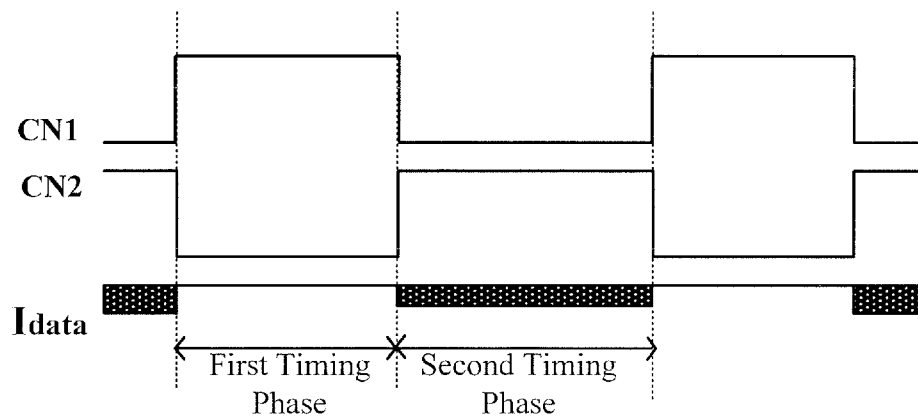 CN1
CN2
Idata
First Timing Phase
Second Timing Phase